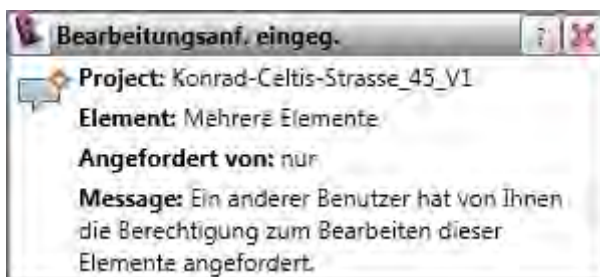 Bearbeitungsanf. eingeg.
?
Project: Konrad-Celtis-Strasse_45_V1
Element: Mehrere Elemente
Angefordert von: nur
Message: Ein anderer Benutzer hat von Ihnen
die Berechtigung zum Bearbeiten dieser
Elemente angefordert.